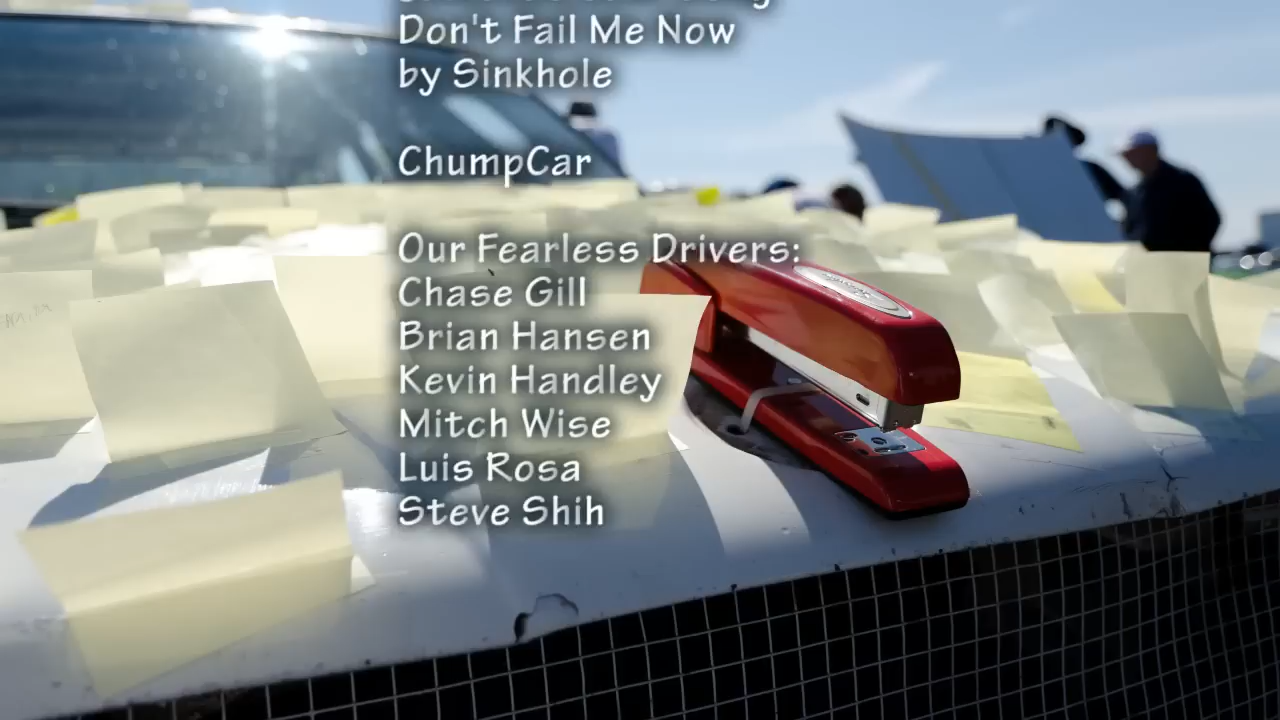 Don't Fail Me Now
by Sinkhole
ChumpCar
Our Fearless Drivers:
Chase Gill
Brian Hansen
Kevin Handley
Mitch Wise
Luis Rosa
Steve Shih